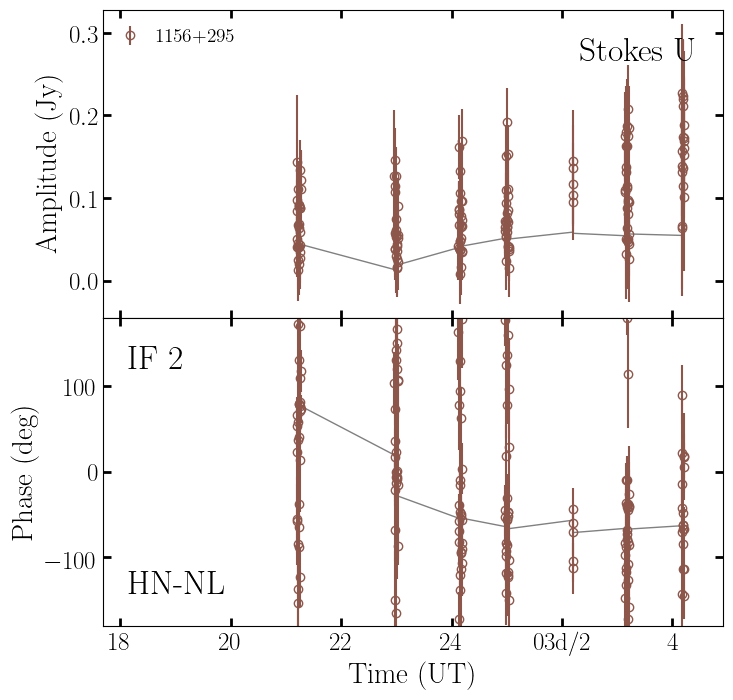 1156+295
Stokes U
0.3
0.2
0.1
0.0
Amplitude (Jy)
IF 2
100
0
−100
Phase (deg)
HN-NL
18 20 22 24 03d/2 4
Time (UT)